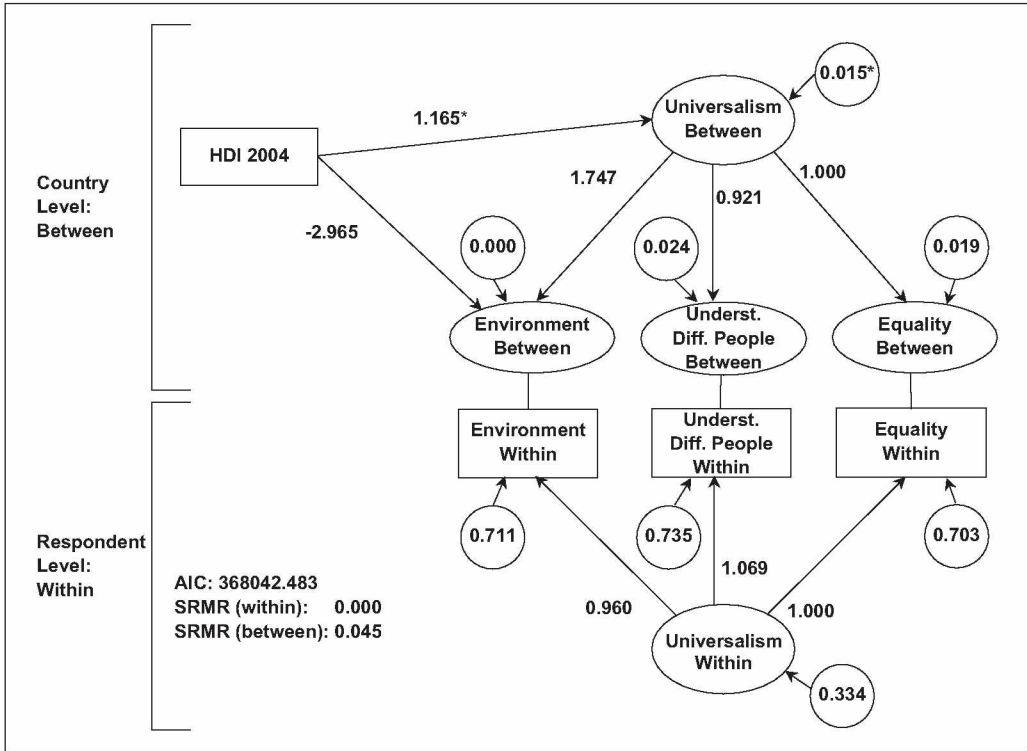 0.015*
Universalism
Between
1.165*
HDI 2004
Country
Level:
Between
1.747
0.921
1.000
-2.965
0.000
0.024
0.019
Environment
Between
Underst.
Diff. People
Between
Equality
Between
Environment
Within
Underst.
Diff. People
Within
Equality
Within
Respondent
Level:
Within
0.711
0.735
0.703
AIC: 368042.483
SRMR (within): 0.000
SRMR (between): 0.045
0.960
1.069
1.000
Universalism
Within
0.334